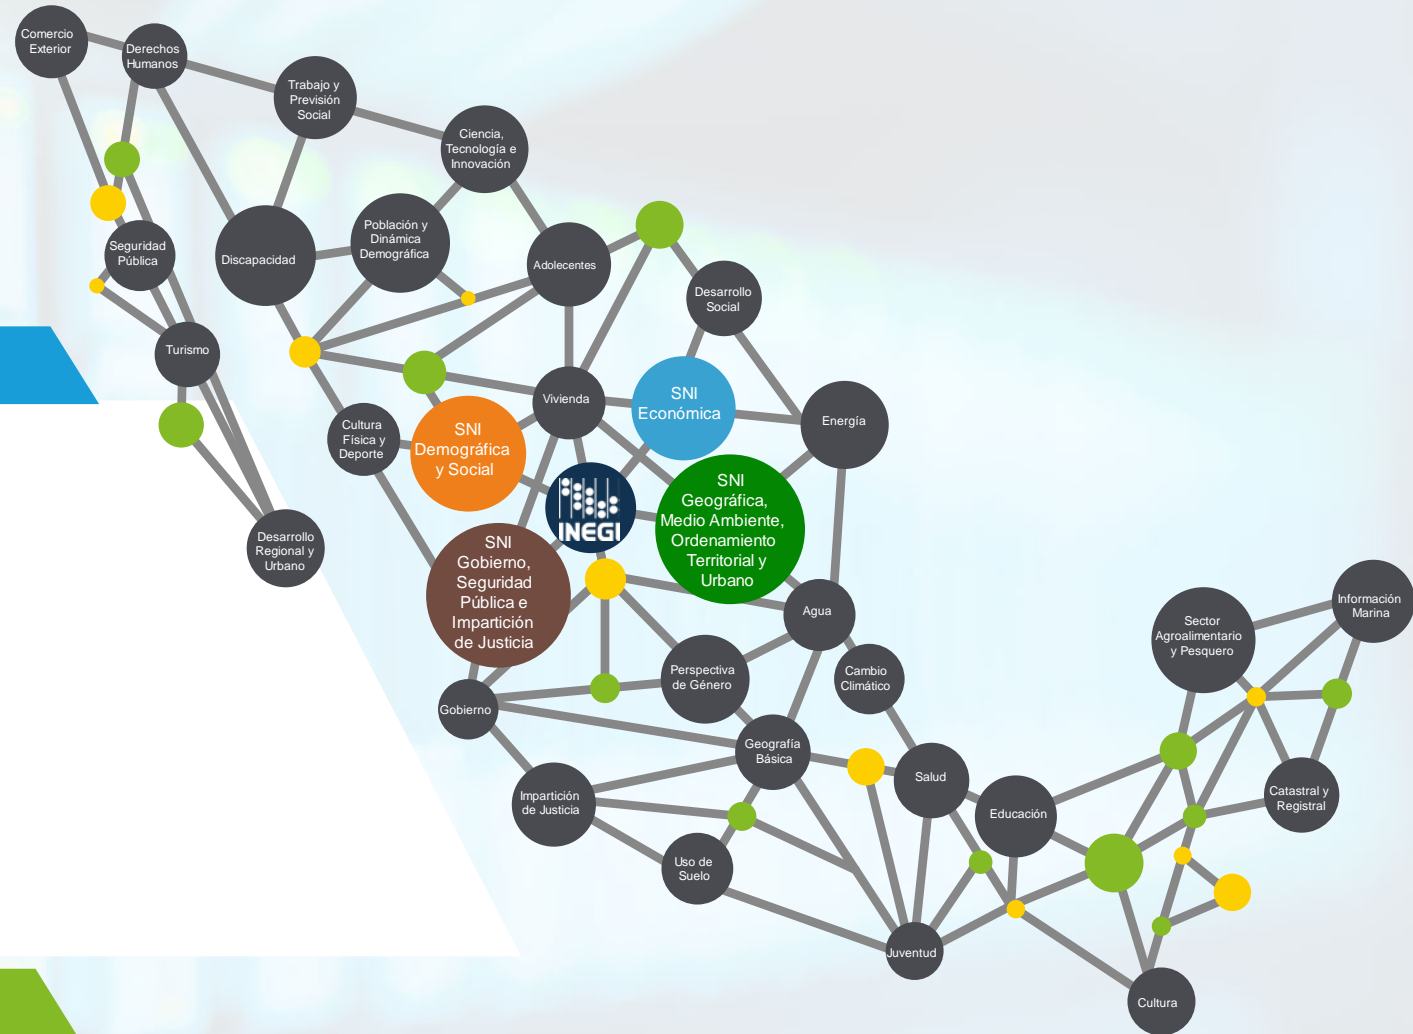 Comercio
Exterior
Derechos
Humanos
Trabajo y
Previsión
Social
Ciencia,
Tecnología e
Innovación
Seguridad
Pública
Discapacidad
Población y
Dinámica
Demográfica
Adolecentes
Desarrollo
Social
Turismo
Vivienda
SNI
Económica
Energía
Cultura
Física y
Deporte
SNI
Demográfica
y Social
INEGI
SNI
Geográfica,
Medio Ambiente,
Ordenamiento
Territorial y
Urbano
Desarrollo
Regional y
Urbano
SNI
Gobierno,
Seguridad
Pública e
Impartición
de Justicia
Agua
Sector
Agroalimentario
y Pesquero
Información
Marina
Perspectiva
de Género
Cambio
Climático
Gobierno
Geografía
Básica
Salud
Impartición
de Justicia
Educación
Catastral y
Registral
Uso de
Suelo
Juventud
Cultura